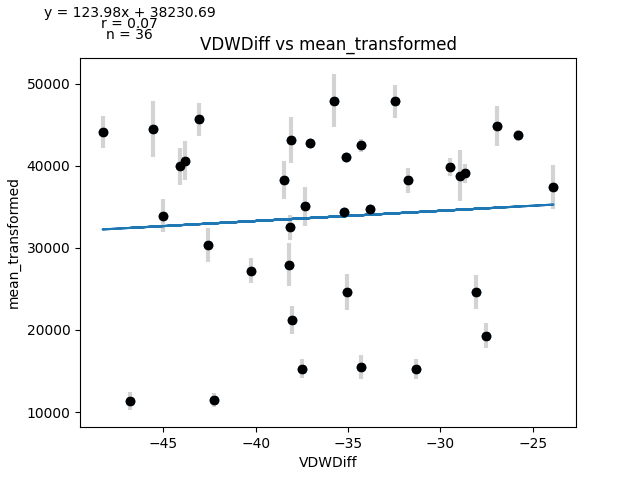 y = 123.98x + 38230.69
r = 0.07
n = 36
VDWDiff vs mean_transformed
50000
40000
30000
20000
10000
mean_transformed
−45
−40
−35
−30
−25
VDWDiff